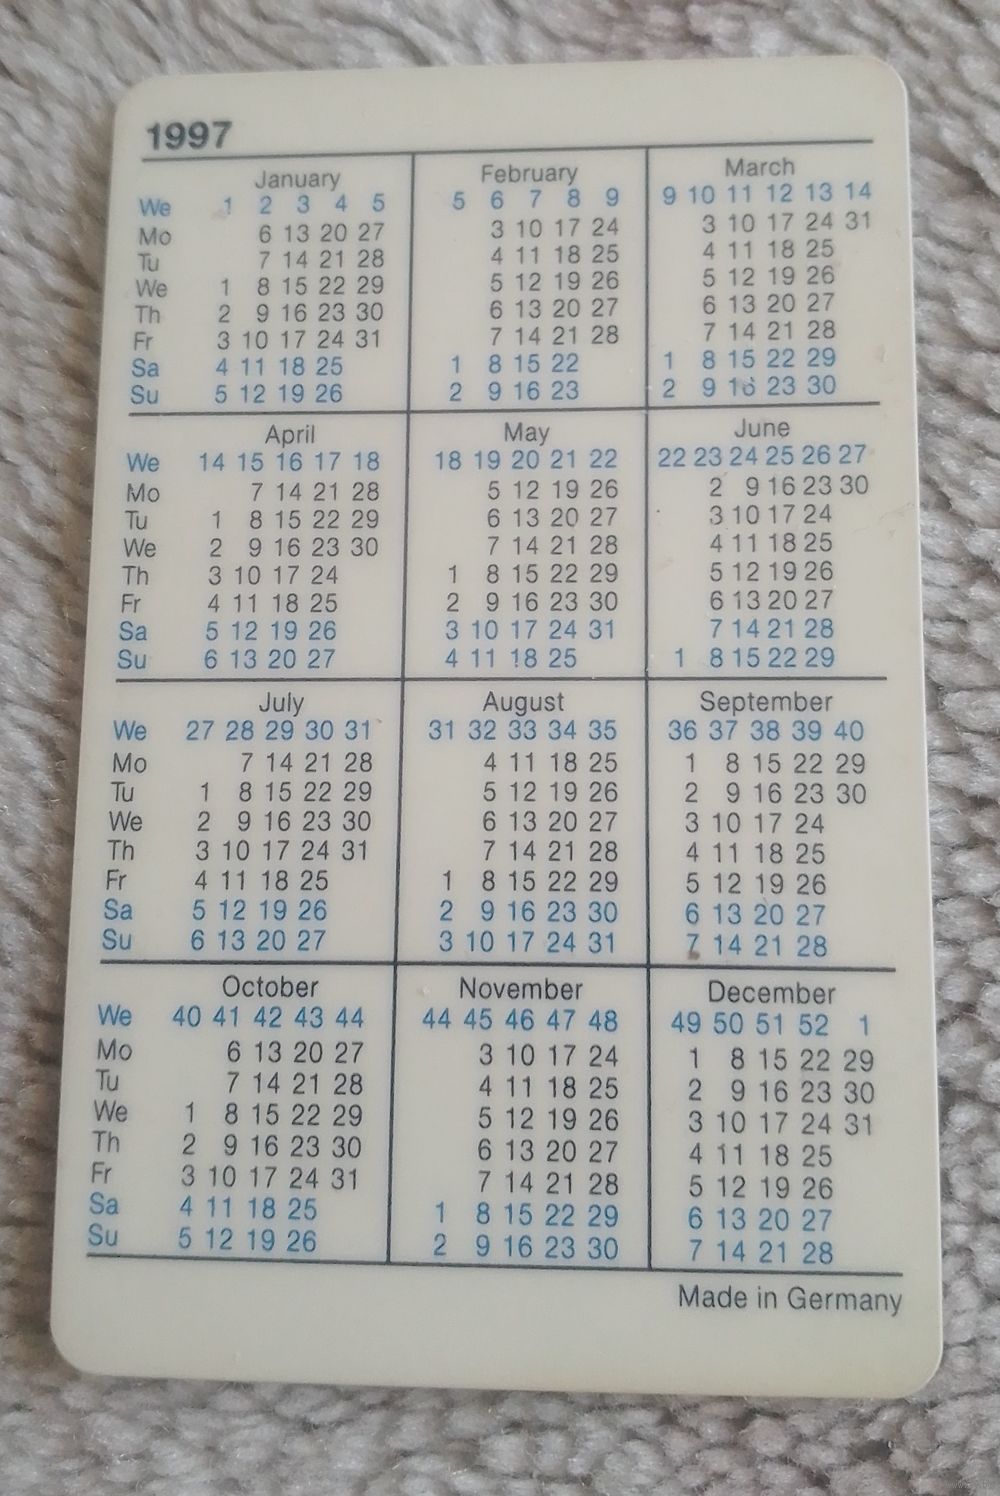 1997
January February March
We 1 2 3 4 5 5 6 7 8 9 9 10 11 12 13 14
Mo 6 13 20 27 3 10 17 24 3 10 17 24 31
Tu 7 14 21 28 4 11 18 25 4 11 18 25
We 1 8 15 22 29 5 12 19 26 5 12 19 26
Th 2 9 16 23 30 6 13 20 27 6 13 20 27
Fr 3 10 17 24 31 7 14 21 28 7 14 21 28
Sa 4 11 18 25 1 8 15 22 1 8 15 22 29
Su 5 12 19 26 2 9 16 23 2 9 16 23 30
April May June
We 14 15 16 17 18 18 19 20 21 22 22 23 24 25 26 27
Mo 7 14 21 28 5 12 19 26 2 9 16 23 30
Tu 1 8 15 22 29 6 13 20 27 3 10 17 24
We 2 9 16 23 30 7 14 21 28 4 11 18 25
Th 3 10 17 24 1 8 15 22 29 5 12 19 26
Fr 4 11 18 25 2 9 16 23 30 6 13 20 27
Sa 5 12 19 26 3 10 17 24 31 7 14 21 28
Su 6 13 20 27 4 11 18 25 1 8 15 22 29
July August September
We 27 28 29 30 31 31 32 33 34 35 36 37 38 39 40
Mo 7 14 21 28 4 11 18 25 1 8 15 22 29
Tu 1 8 15 22 29 5 12 19 26 2 9 16 23 30
We 2 9 16 23 30 6 13 20 27 3 10 17 24
Th 3 10 17 24 31 7 14 21 28 4 11 18 25
Fr 4 11 18 25 1 8 15 22 29 5 12 19 26
Sa 5 12 19 26 2 9 16 23 30 6 13 20 27
Su 6 13 20 27 3 10 17 24 31 7 14 21 28
October November December
We 40 41 42 43 44 44 45 46 47 48 49 50 51 52 1
Mo 6 13 20 27 3 10 17 24 1 8 15 22 29
Tu 7 14 21 28 4 11 18 25 2 9 16 23 30
We 1 8 15 22 29 5 12 19 26 3 10 17 24 31
Th 2 9 16 23 30 6 13 20 27 4 11 18 25
Fr 3 10 17 24 31 7 14 21 28 5 12 19 26
Sa 4 11 18 25 1 8 15 22 29 6 13 20 27
Su 5 12 19 26 2 9 16 23 30 7 14 21 28
Made in Germany